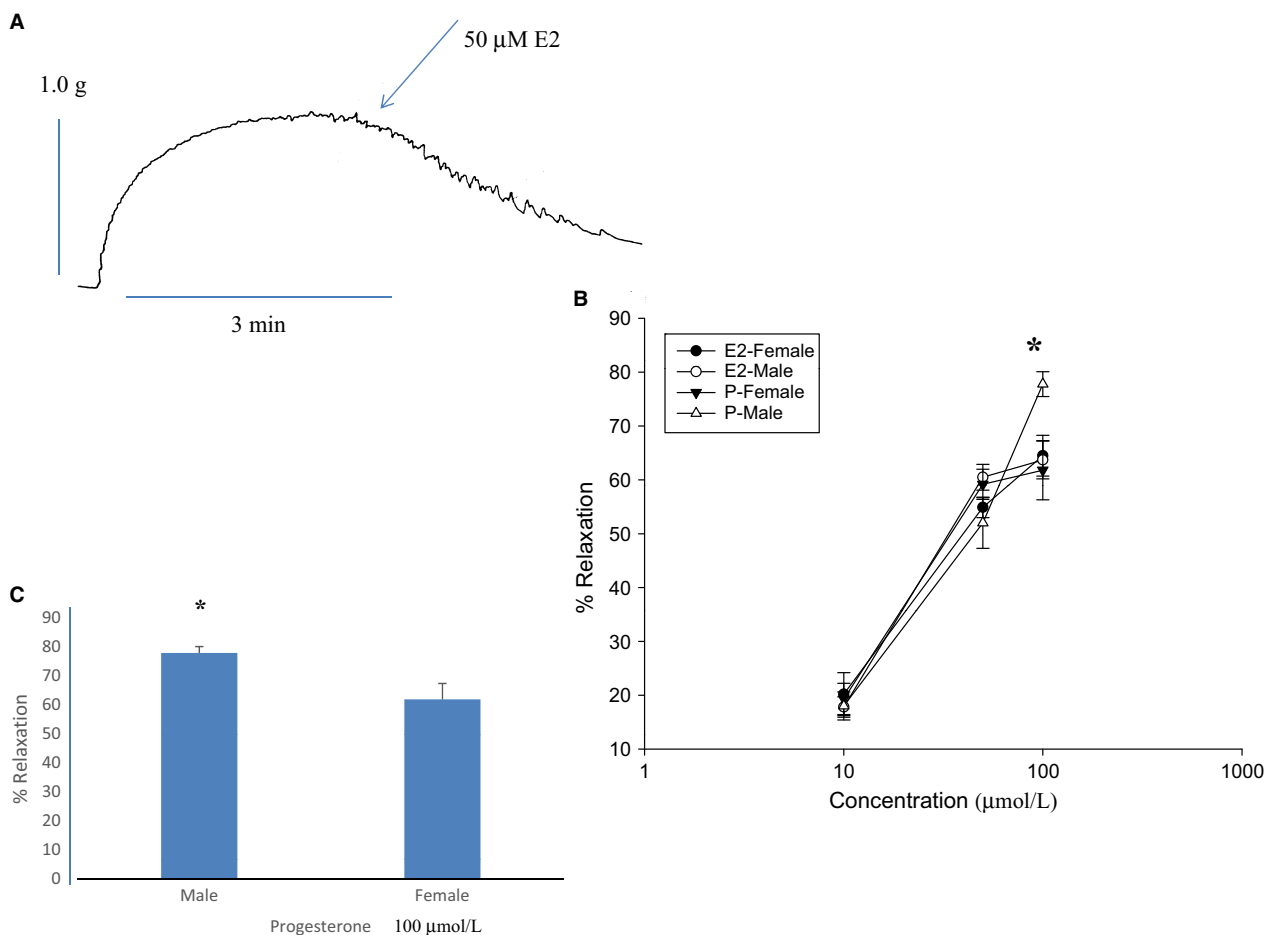 A
50 μM E2
1.0 g
3 min
B
90
80
70
60
50
40
30
20
10
% Relaxation
E2-Female
E2-Male
P-Female
P-Male
*
1 10 100 1000
Concentration (μmol/L)
C
90
80
70
60
50
40
30
20
10
0
% Relaxation
*
Male Female
Progesterone 100 μmol/L